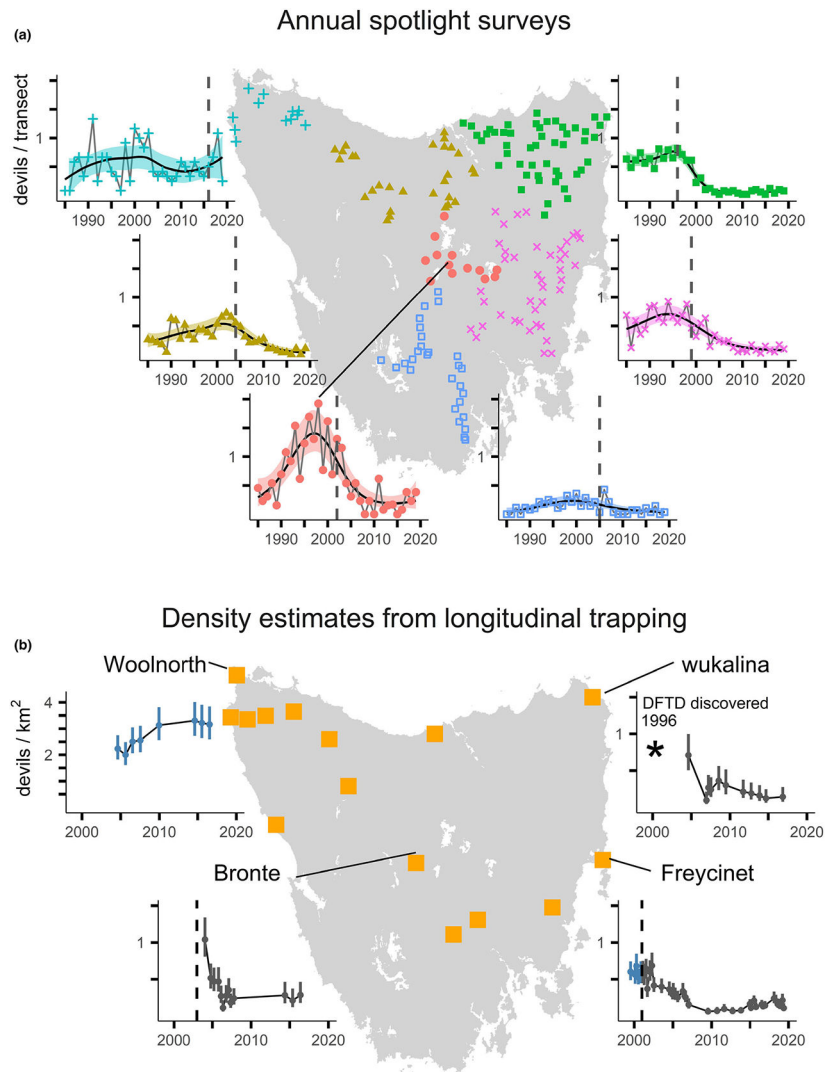 Annual spotlight surveys
(a)
devils / transect
1
1990 2000 2010 2020
1
1990 2000 2010 2020
1
1990 2000 2010 2020
1
1990 2000 2010 2020
1
1990 2000 2010 2020
1
1990 2000 2010 2020
Density estimates from longitudinal trapping
(b)
Woolnorth
wukalina
devils / km²
4
2
2000 2010 2020
DFTD discovered
1996
1
*
2000 2010 2020
Bronte
Freycinet
1
2000 2010 2020
1
2000 2010 2020